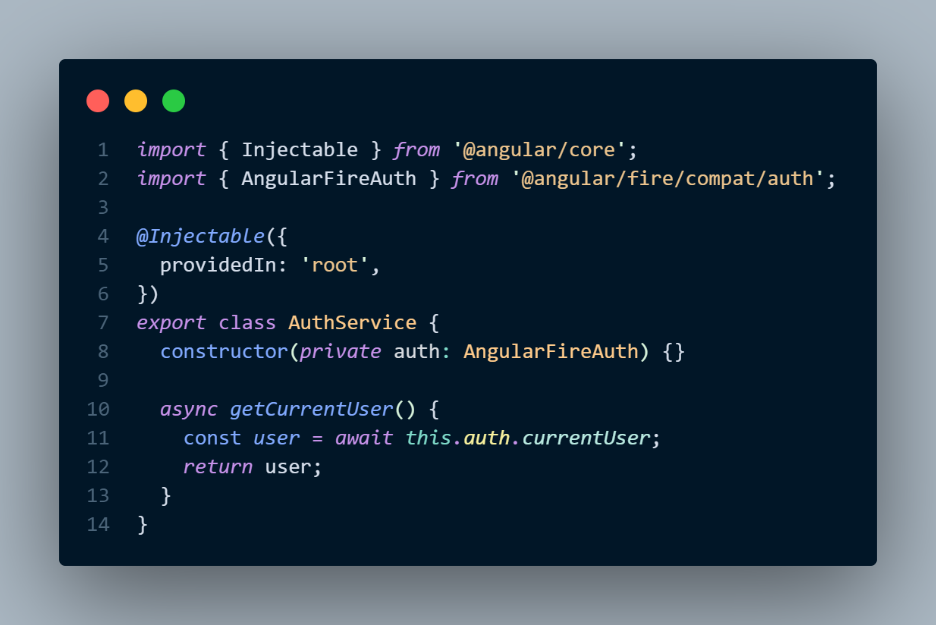 1 import { Injectable } from '@angular/core';
2 import { AngularFireAuth } from '@angular/fire/compat/auth';
3
4 @Injectable({
5   providedIn: 'root',
6 })
7 export class AuthService {
8   constructor(private auth: AngularFireAuth) {}
9
10   async getCurrentUser() {
11     const user = await this.auth.currentUser;
12     return user;
13   }
14 }